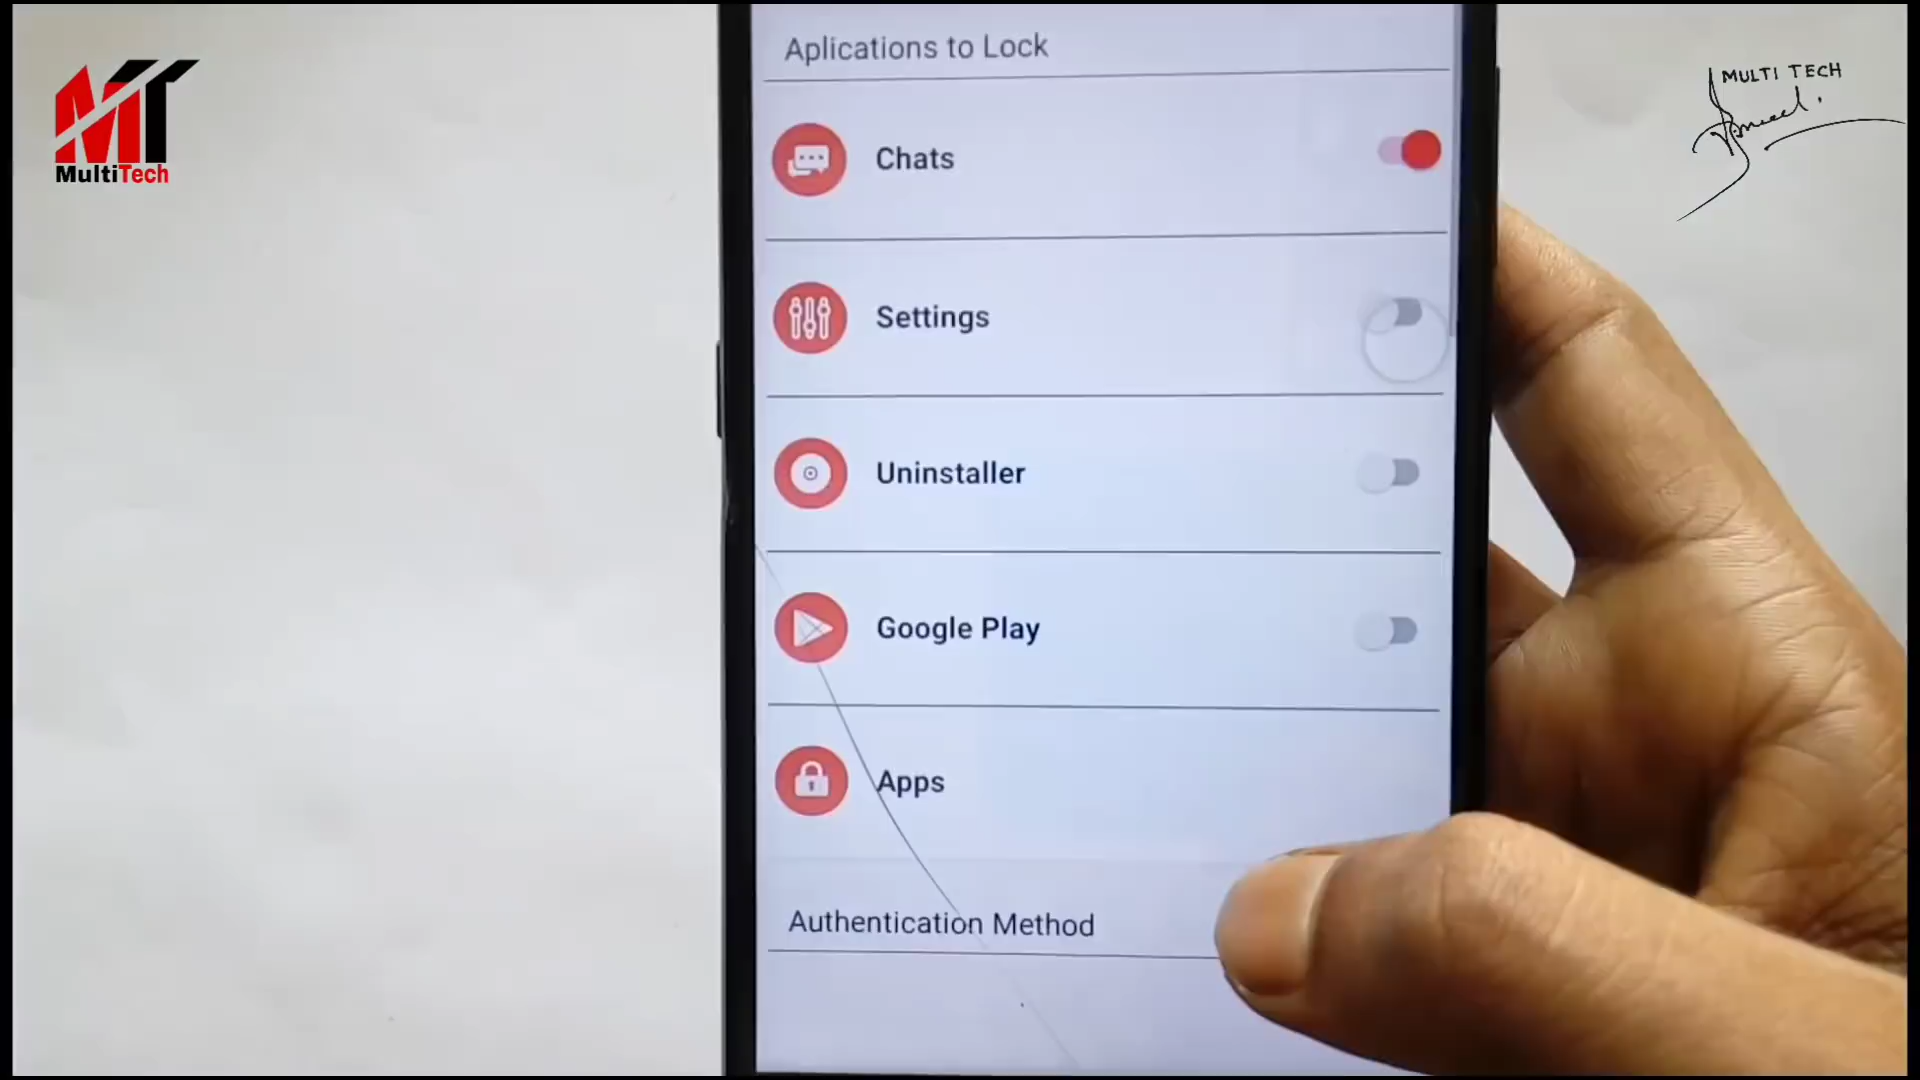 Aplications to Lock
MultiTech
MULTI TECH
Chats
Settings
Uninstaller
Google Play
Apps
Authentication Method